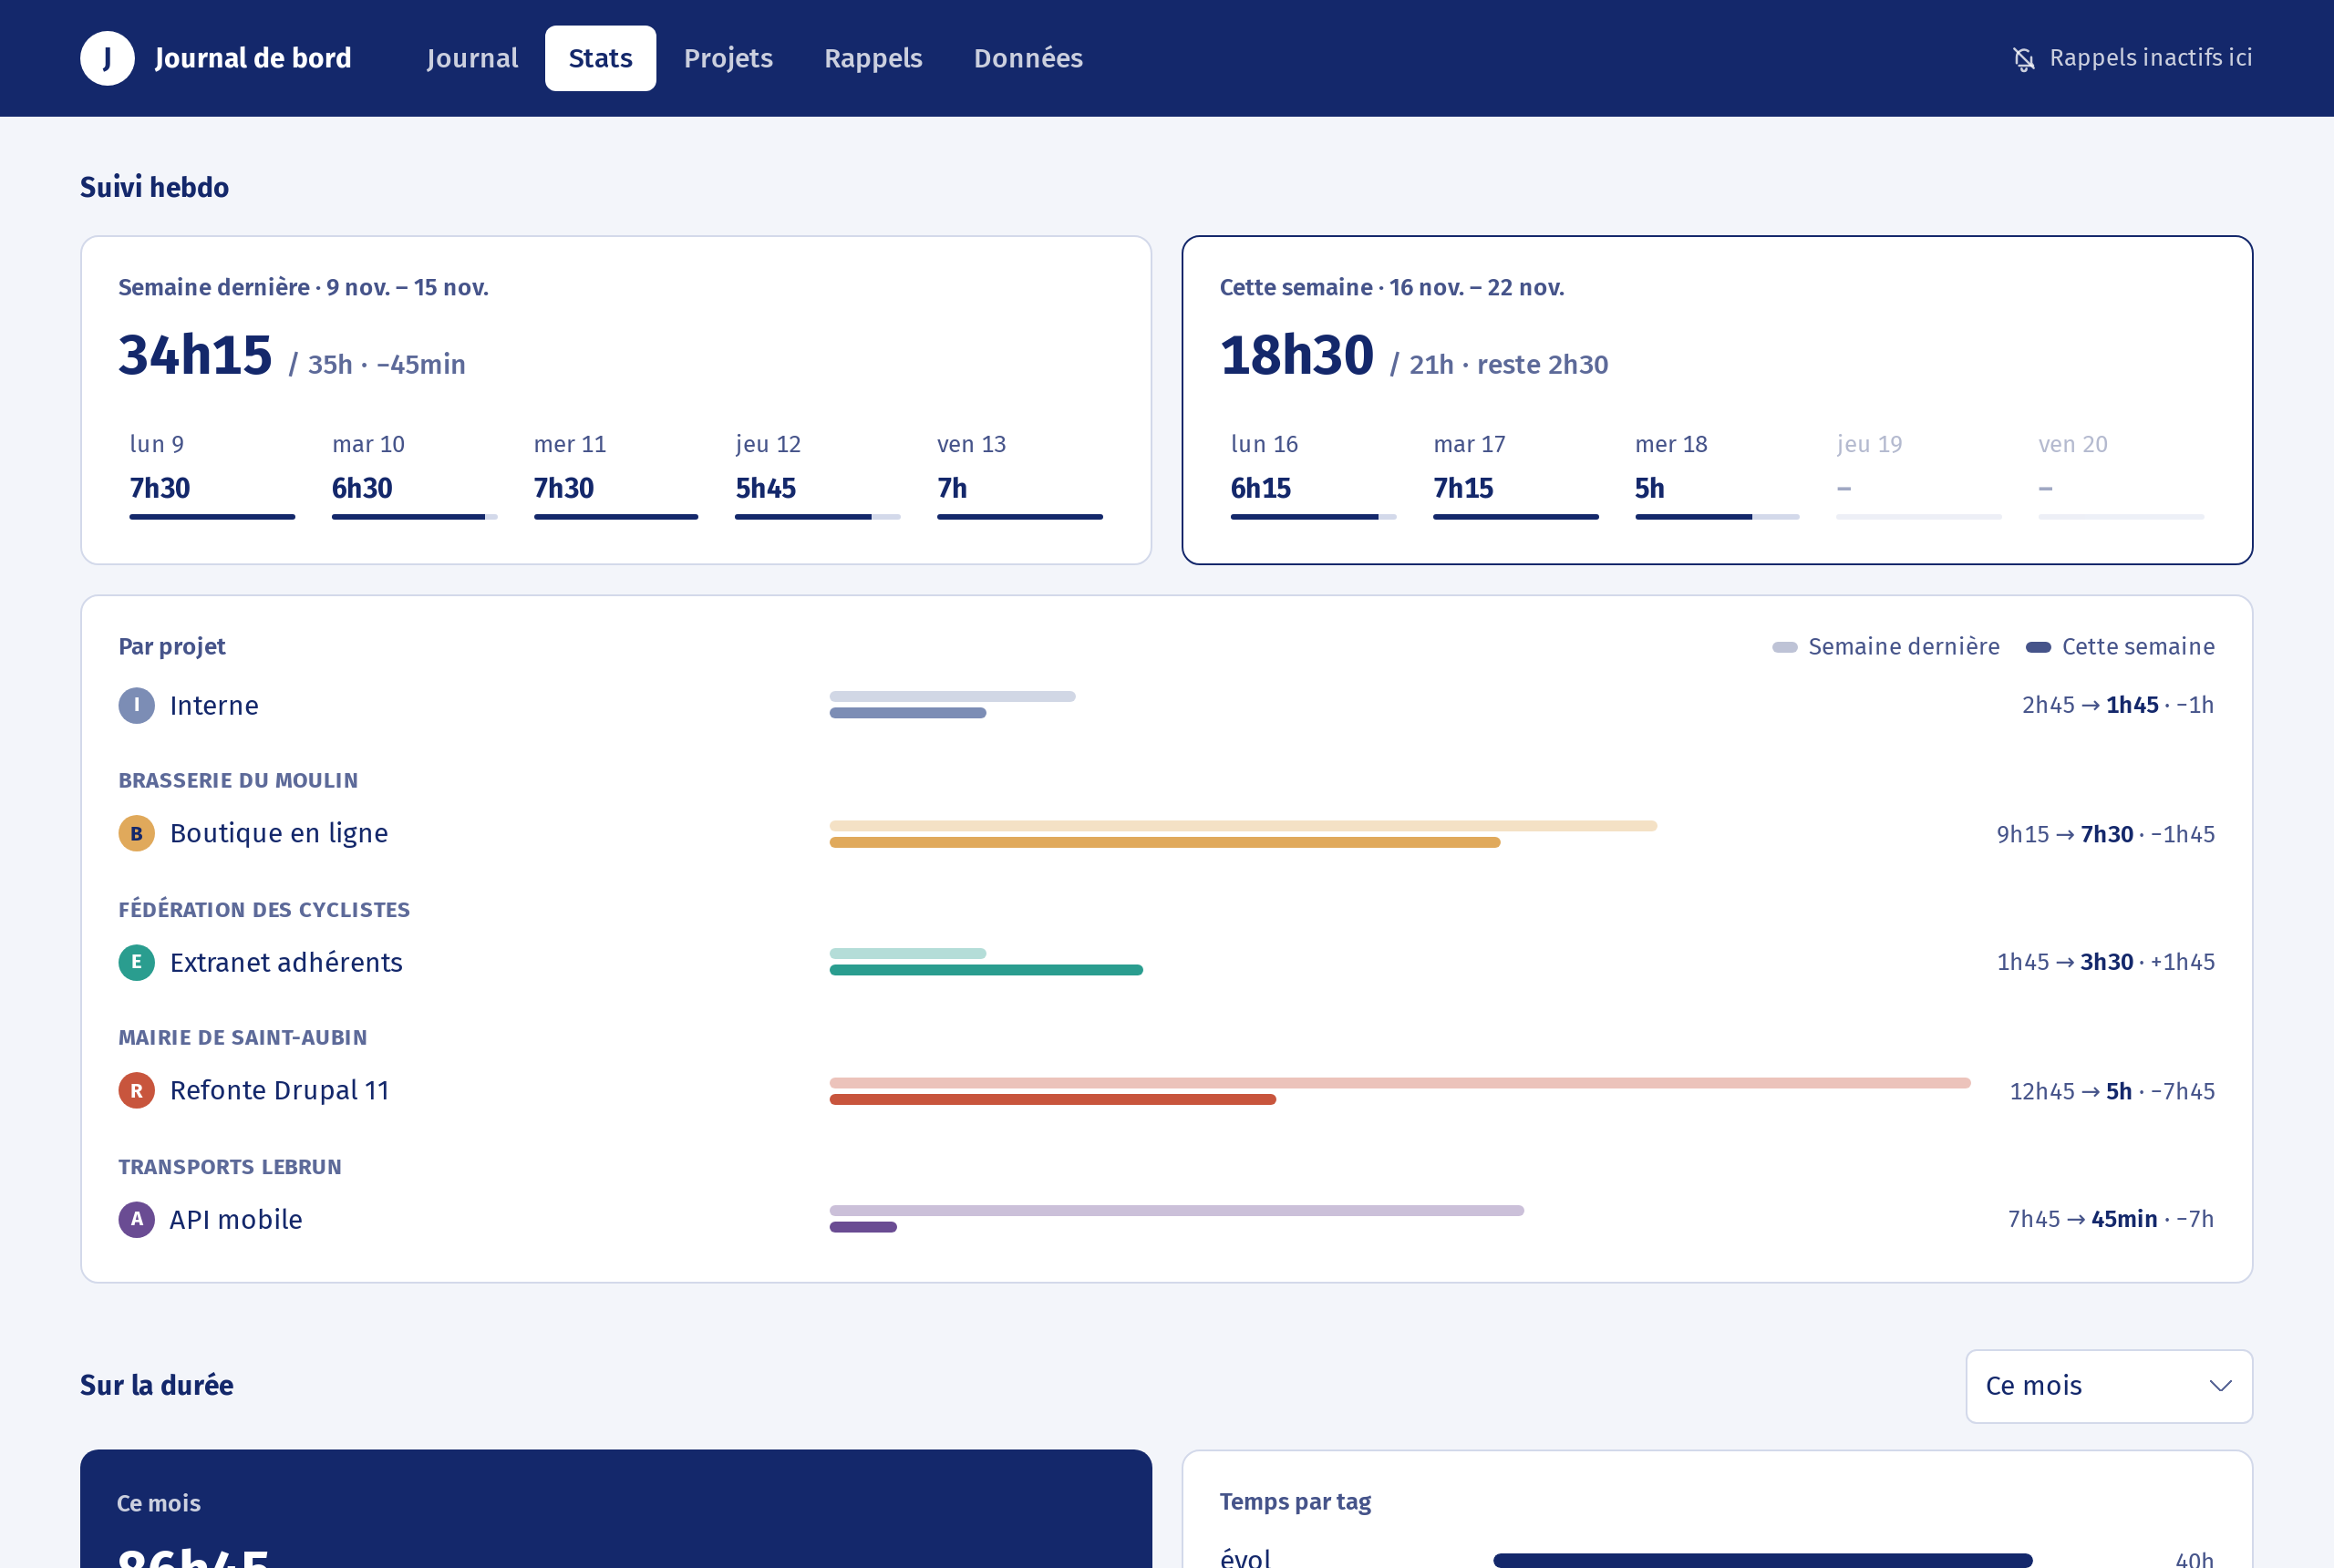 J Journal de bord Journal Stats Projets Rappels Données Rappels inactifs ici
Suivi hebdo
Semaine dernière · 9 nov. – 15 nov.
34h15 / 35h · −45min
lun 9 mar 10 mer 11 jeu 12 ven 13
7h30 6h30 7h30 5h45 7h
Cette semaine · 16 nov. – 22 nov.
18h30 / 21h · reste 2h30
lun 16 mar 17 mer 18 jeu 19 ven 20
6h15 7h15 5h – –
Par projet Semaine dernière Cette semaine
I Interne 2h45 → 1h45 · −1h
BRASSERIE DU MOULIN
B Boutique en ligne 9h15 → 7h30 · −1h45
FÉDÉRATION DES CYCLISTES
E Extranet adhérents 1h45 → 3h30 · +1h45
MAIRIE DE SAINT-AUBIN
R Refonte Drupal 11 12h45 → 5h · −7h45
TRANSPORTS LEBRUN
A API mobile 7h45 → 45min · −7h
Sur la durée Ce mois
Ce mois
86h45
Temps par tag
évol 40h